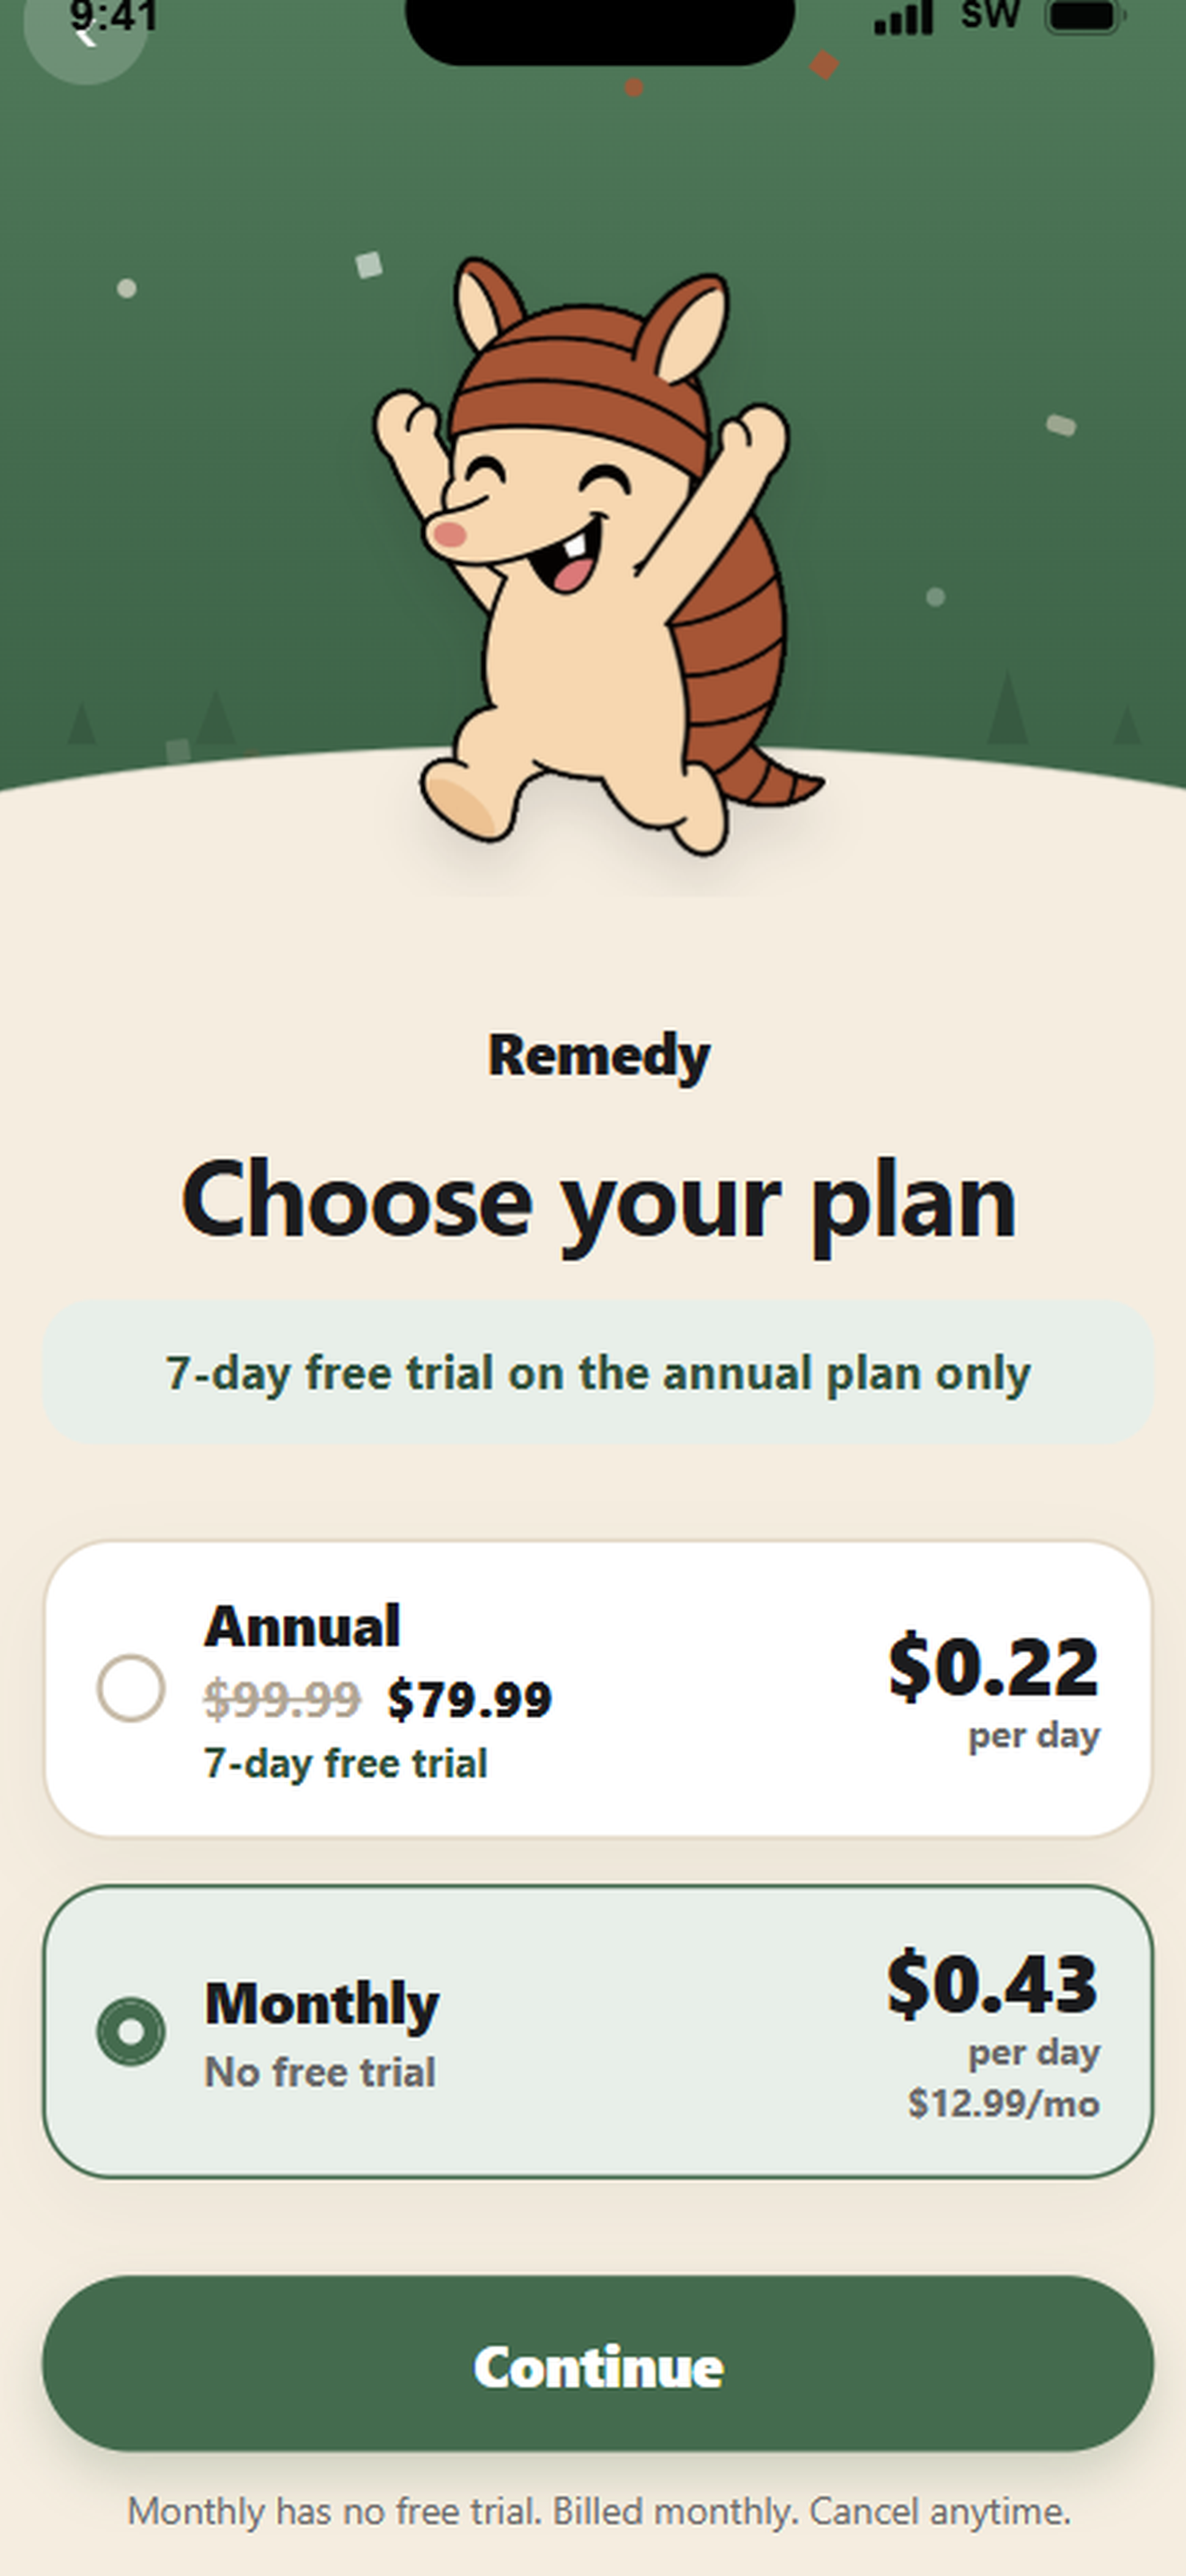 9:41
SW
Remedy
Choose your plan
7-day free trial on the annual plan only
Annual
$99.99 $79.99
7-day free trial
$0.22
per day
Monthly
No free trial
$0.43
per day
$12.99/mo
Continue
Monthly has no free trial. Billed monthly. Cancel anytime.